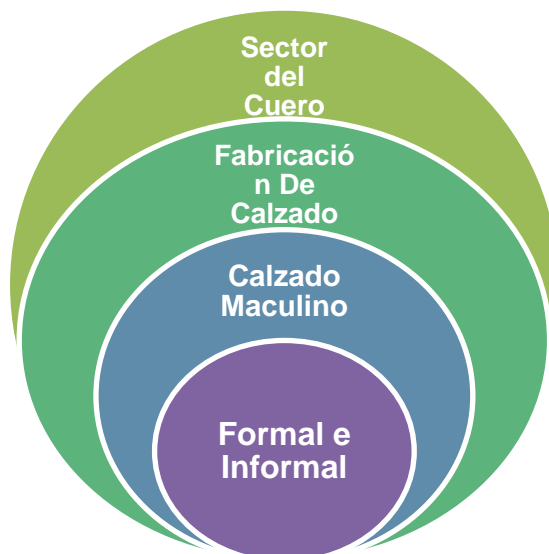 Sector
del
Cuero
Fabricació
n De
Calzado
Calzado
Maculino
Formal e
Informal